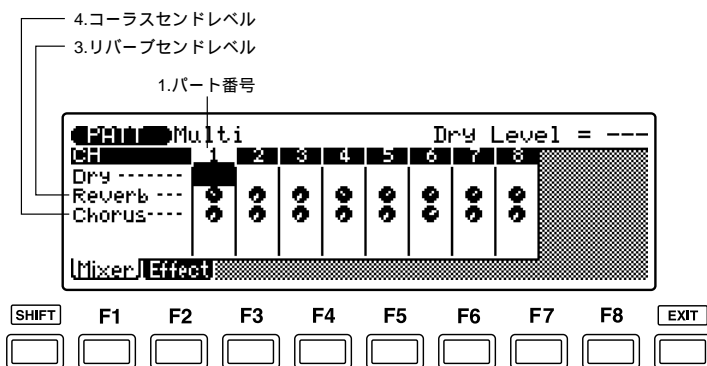 4.コーラスセンドレベル
3.リバーブセンドレベル
1.パート番号
PATT Multi Dry Level = ---
CH 1 2 3 4 5 6 7 8
Dry -------
Reverb ---
Chorus----
Mixer Effect
SHIFT F1 F2 F3 F4 F5 F6 F7 F8 EXIT